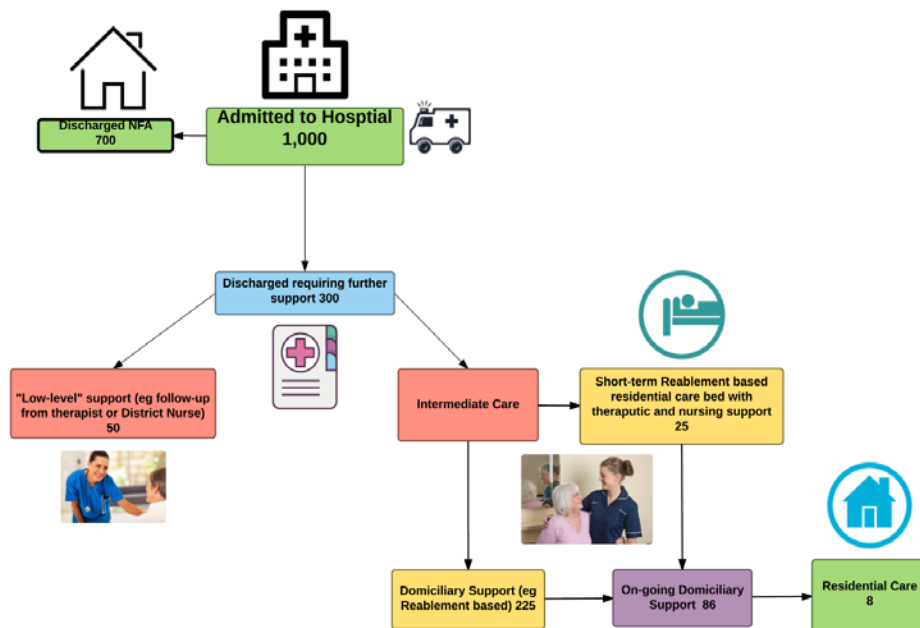 Admitted to Hosptial
1,000
Discharged NFA
700
Discharged requiring further
support 300
"Low-level" support (eg follow-up
from therapist or District Nurse)
50
Intermediate Care
Short-term Reablement based
residential care bed with
theraputic and nursing support
25
Domiciliary Support (eg
Reablement based) 225
On-going Domiciliary
Support 86
Residential Care
8